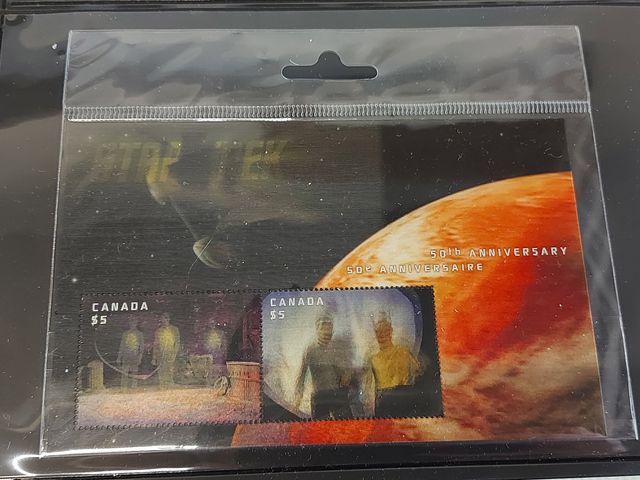 STAR TREK
50th ANNIVERSARY
50e ANNIVERSAIRE
CANADA
$5
CANADA
$5